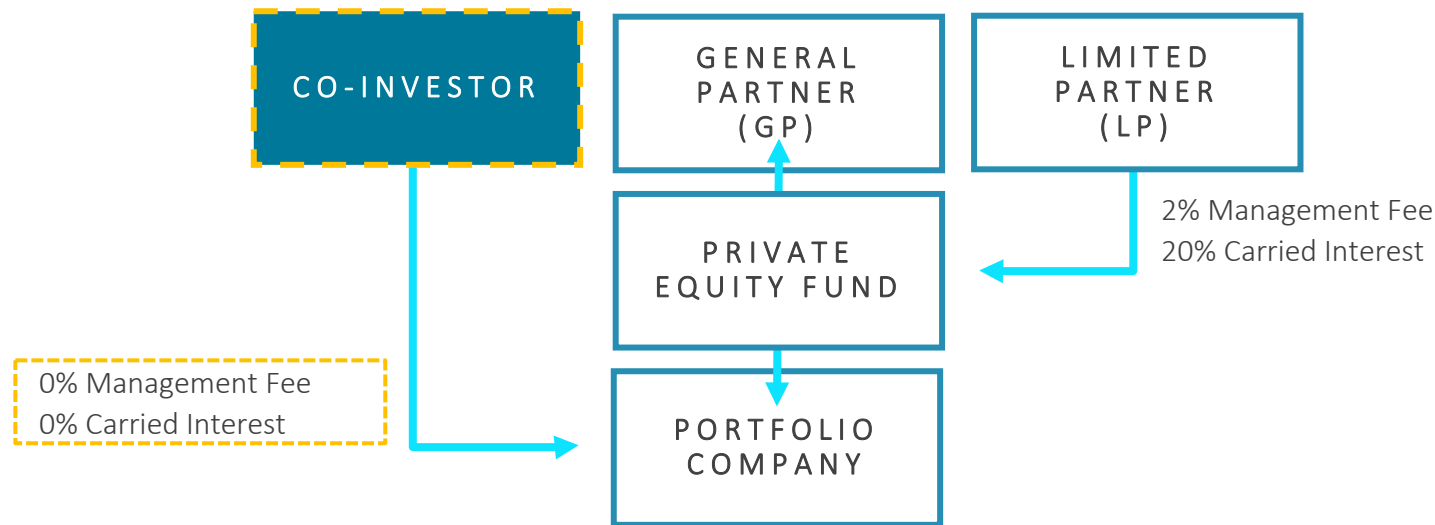 CO-INVESTOR
GENERAL
PARTNER
(GP)
LIMITED
PARTNER
(LP)
2% Management Fee
20% Carried Interest
PRIVATE
EQUITY FUND
0% Management Fee
0% Carried Interest
PORTFOLIO
COMPANY